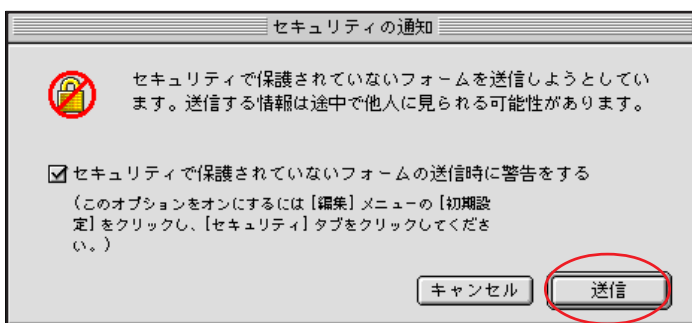 セキュリティの通知
セキュリティで保護されていないフォームを送信しようとしてい
ます。送信する情報は途中で他人に見られる可能性があります。
セキュリティで保護されていないフォームの送信時に警告をする
(このオプションをオンにするには [編集] メニューの [初期設
定] をクリックし、[セキュリティ] タブをクリックしてくださ
い。)
キャンセル
送信